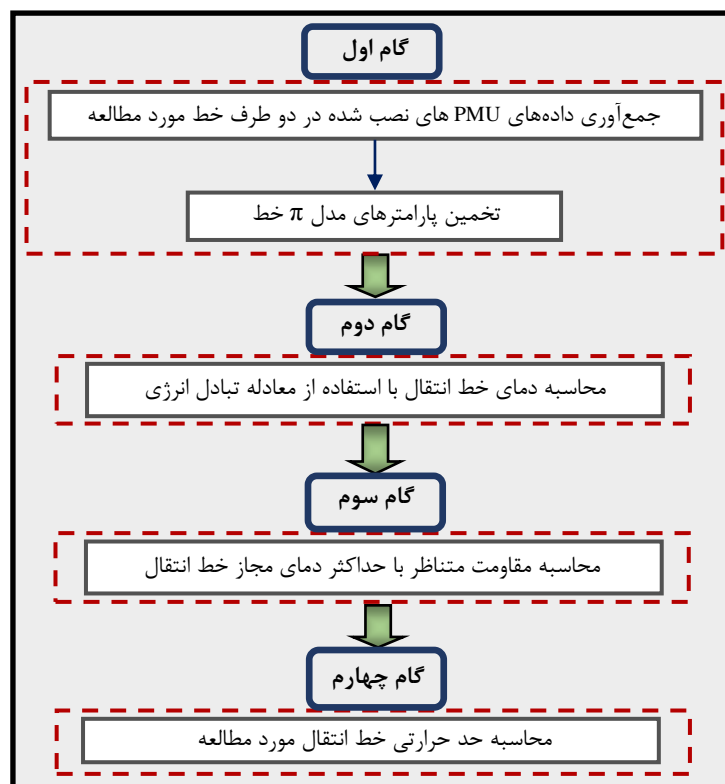 گام اول
جمع‌آوری داده‌های PMU های نصب شده در دو طرف خط مورد مطالعه
تخمین پارامترهای مدل π خط
گام دوم
محاسبه دمای خط انتقال با استفاده از معادله تبادل انرژی
گام سوم
محاسبه مقاومت متناظر با حداکثر دمای مجاز خط انتقال
گام چهارم
محاسبه حد حرارتی خط انتقال مورد مطالعه